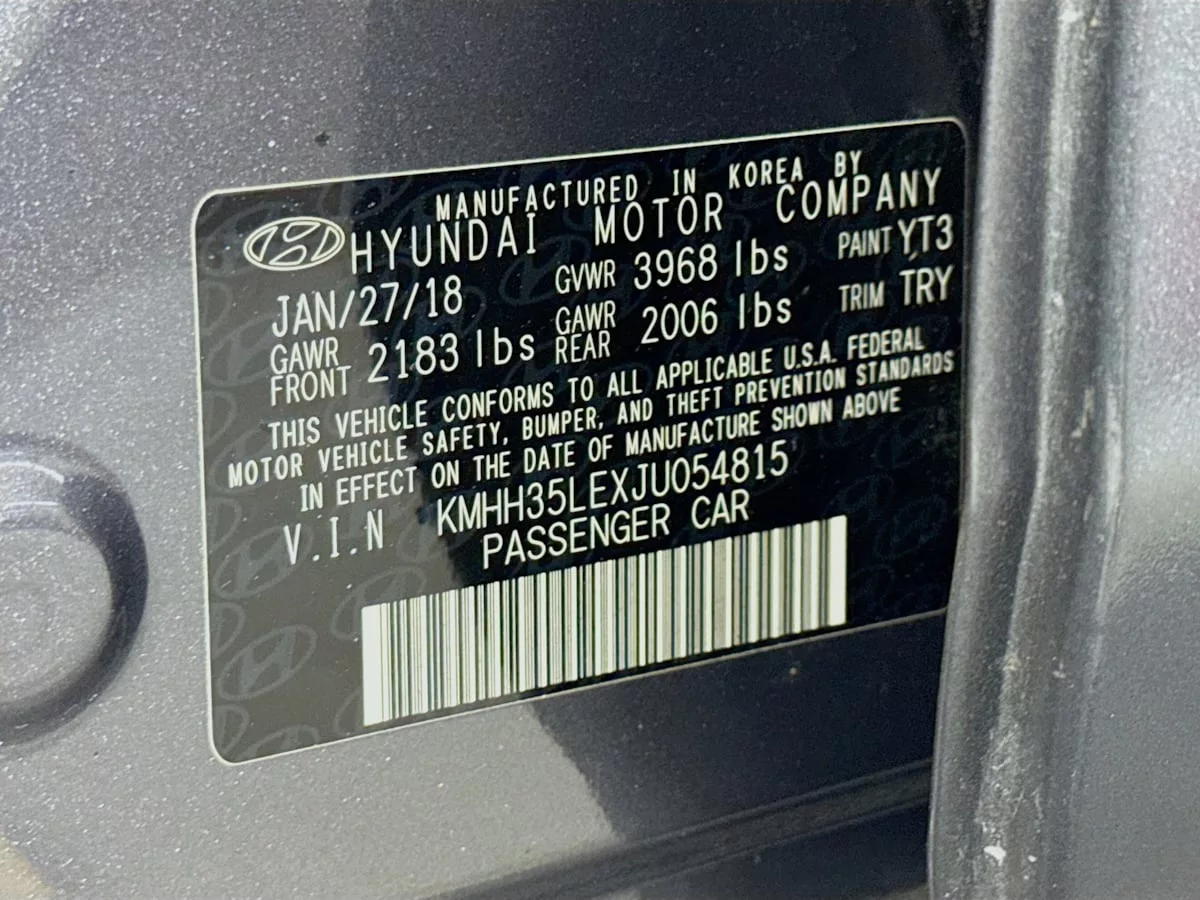 MANUFACTURED IN KOREA BY
HYUNDAI MOTOR COMPANY
JAN/27/18 GVWR 3968 lbs PAINT YT3
GAWR FRONT 2183 lbs GAWR REAR 2006 lbs TRIM TRY
THIS VEHICLE CONFORMS TO ALL APPLICABLE U.S.A. FEDERAL
MOTOR VEHICLE SAFETY, BUMPER, AND THEFT PREVENTION STANDARDS
IN EFFECT ON THE DATE OF MANUFACTURE SHOWN ABOVE
V.I.N KMHH35LEXJU054815
PASSENGER CAR